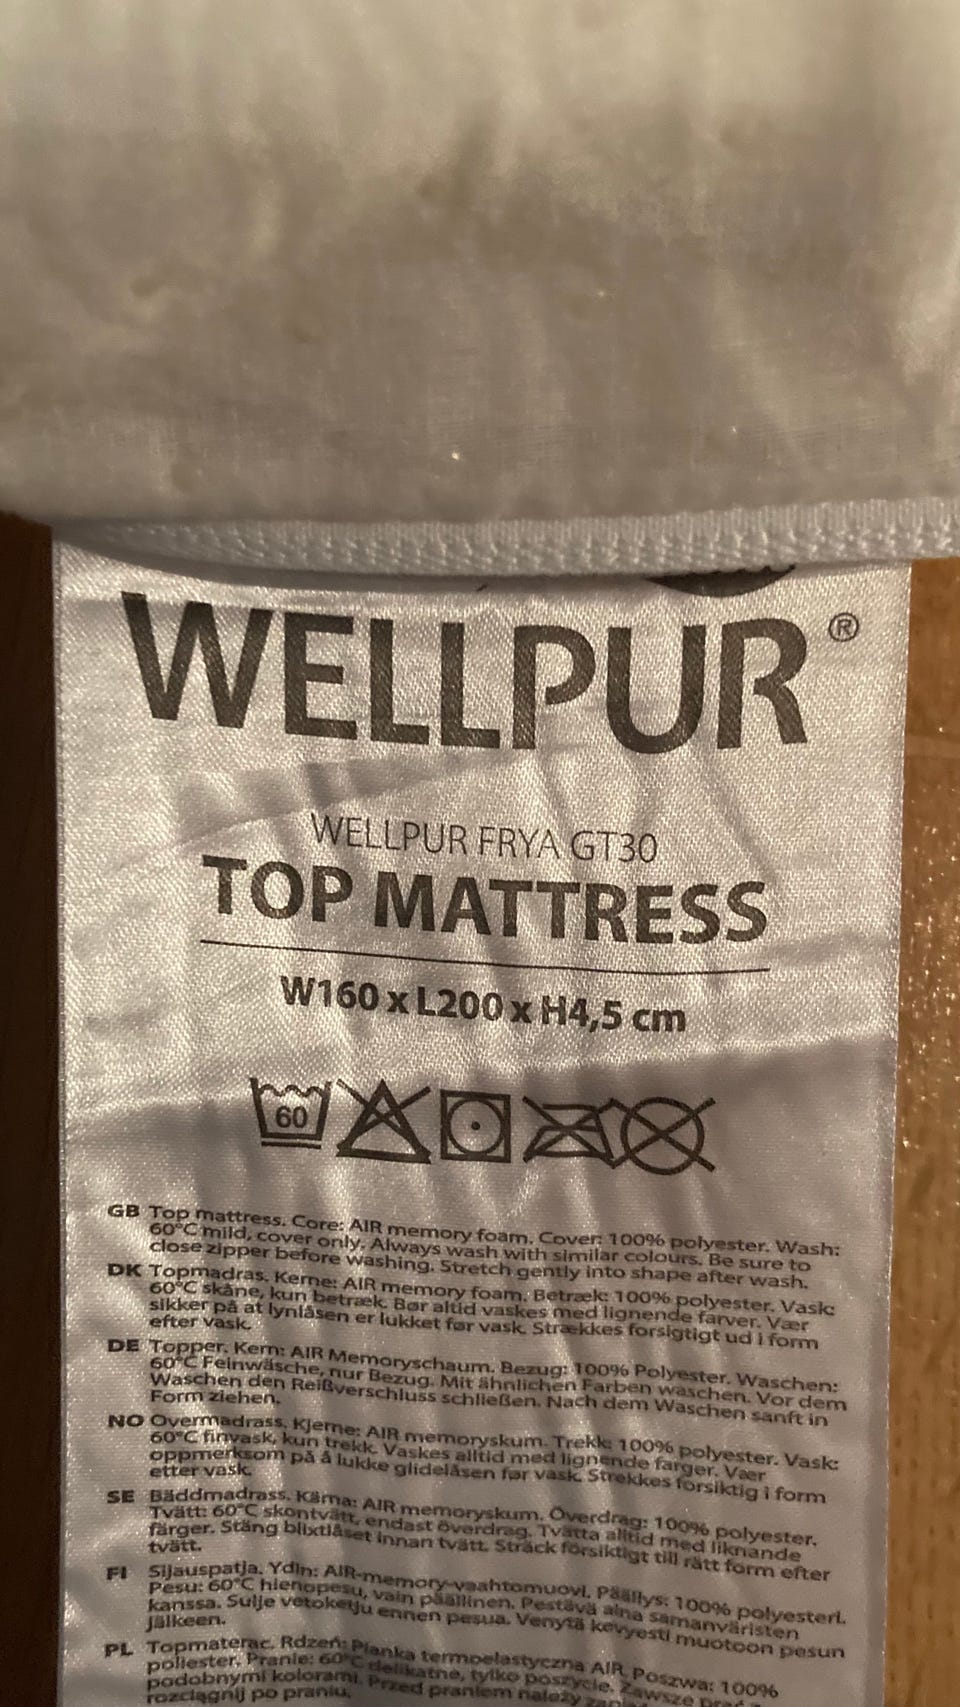 WELLPUR®
WELLPUR FRYA GT30
TOP MATTRESS
W160 x L200 x H4,5 cm
60
GB Top mattress. Core: AIR memory foam. Cover: 100% polyester. Wash:
60°C mild, cover only. Always wash with similar colours. Be sure to
close zipper before washing. Stretch gently into shape after wash.
DK Topmadras. Kerne: AIR memory foam. Betræk: 100% polyester. Vask:
60°C skåne, kun betræk. Bør altid vaskes med lignende farver. Vær
sikker på at lynlåsen er lukket før vask. Strækkes forsigtigt ud i form
efter vask.
DE Topper. Kern: AIR Memoryschaum. Bezug: 100% Polyester. Waschen:
60°C Feinwäsche, nur Bezug. Mit ähnlichen Farben waschen. Vor dem
Waschen den Reißverschluss schließen. Nach dem Waschen sanft in
Form ziehen.
NO Overmadrass. Kjerne: AIR memoryskum. Trekk: 100% polyester. Vask:
60°C finvask, kun trekk. Vaskes alltid med lignende farger. Vær
oppmerksom på å lukke glidelåsen før vask. Strekkes forsiktig i form
etter vask.
SE Bäddmadrass. Kärna: AIR memoryskum. Överdrag: 100% polyester.
Tvätt: 60°C skontvätt, endast överdrag. Tvätta alltid med liknande
färger. Stäng blixtlåset innan tvätt. Sträck försiktigt till rätt form efter
tvätt.
FI Sijauspatja. Ydin: AIR-memory-vaahtomuovi. Päällys: 100% polyesteri.
Pesu: 60°C hienopesu, vain päällinen. Pestävä aina samanväristen
kanssa. Sulje vetoketju ennen pesua. Venytä kevyesti muotoon pesun
jälkeen.
PL Topmaterac. Rdzeń: Pianka termoelastyczna AIR. Poszwa: 100%
poliester. Pranie: 60°C delikatne, tylko poszycie. Zawsze prać z
podobnymi kolorami. Przed praniem należy
rozciągnij po praniu.